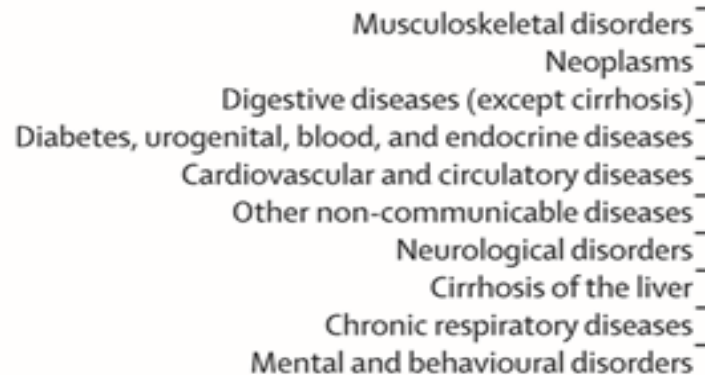 Musculoskeletal disorders
Neoplasms
Digestive diseases (except cirrhosis)
Diabetes, urogenital, blood, and endocrine diseases
Cardiovascular and circulatory diseases
Other non-communicable diseases
Neurological disorders
Cirrhosis of the liver
Chronic respiratory diseases
Mental and behavioural disorders